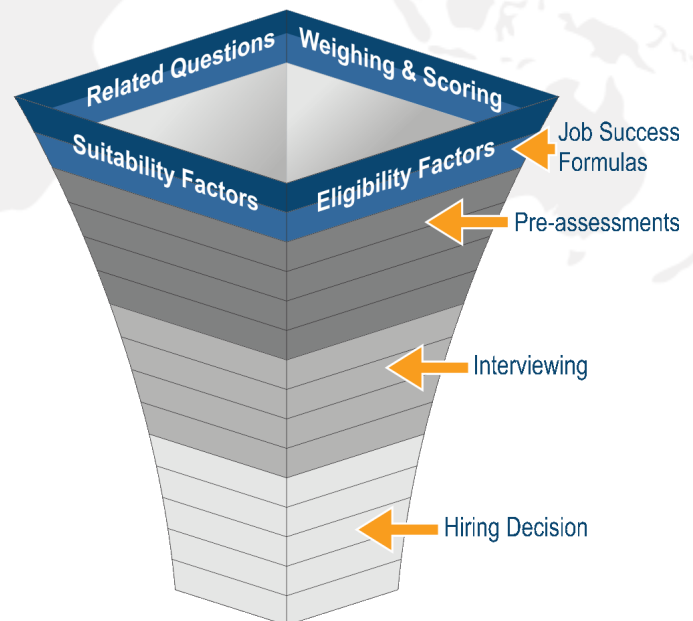 Related Questions
Weighing & Scoring
Suitability Factors
Eligibility Factors
Job Success
Formulas
Pre-assessments
Interviewing
Hiring Decision